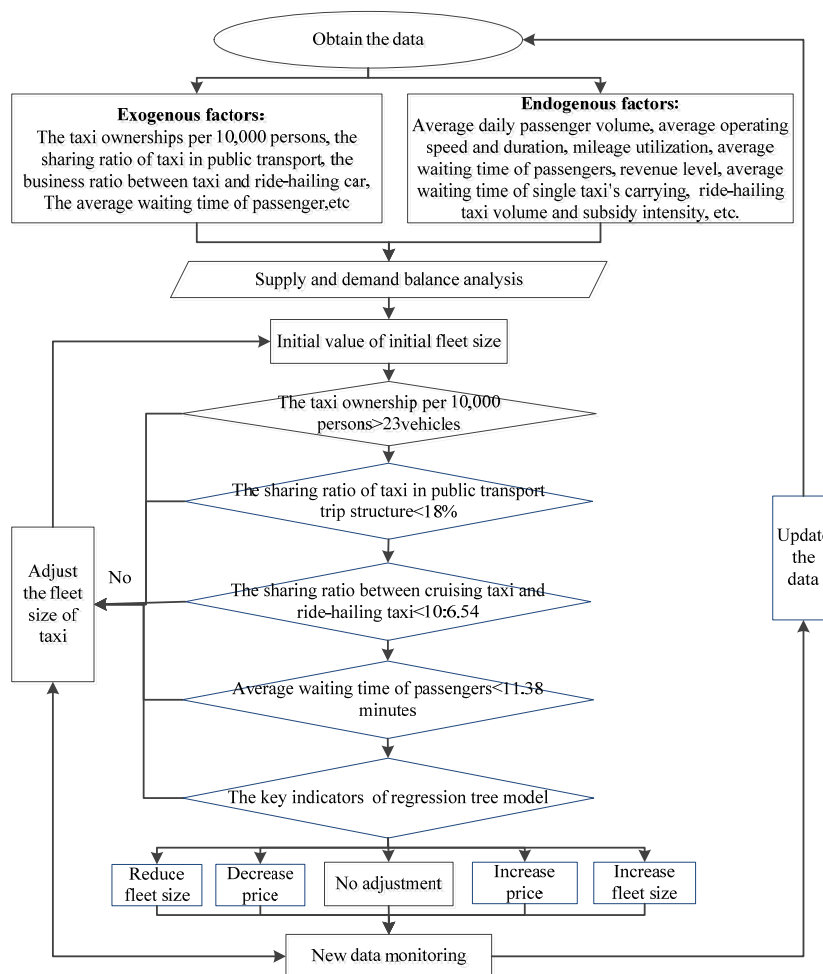 Obtain the data
Exogenous factors:
The taxi ownerships per 10,000 persons, the
sharing ratio of taxi in public transport, the
business ratio between taxi and ride-hailing car,
The average waiting time of passenger,etc
Endogenous factors:
Average daily passenger volume, average operating
speed and duration, mileage utilization, average
waiting time of passengers, revenue level, average
waiting time of single taxi's carrying, ride-hailing
taxi volume and subsidy intensity, etc.
Supply and demand balance analysis
Initial value of initial fleet size
The taxi ownership per 10,000
persons>23vehicles
The sharing ratio of taxi in public transport
trip structure<18%
The sharing ratio between cruising taxi and
ride-hailing taxi<10:6.54
Average waiting time of passengers<11.38
minutes
The key indicators of regression tree model
No
Adjust
the fleet
size of
taxi
Update
the
data
Reduce
fleet size
Decrease
price
No adjustment
Increase
price
Increase
fleet size
New data monitoring